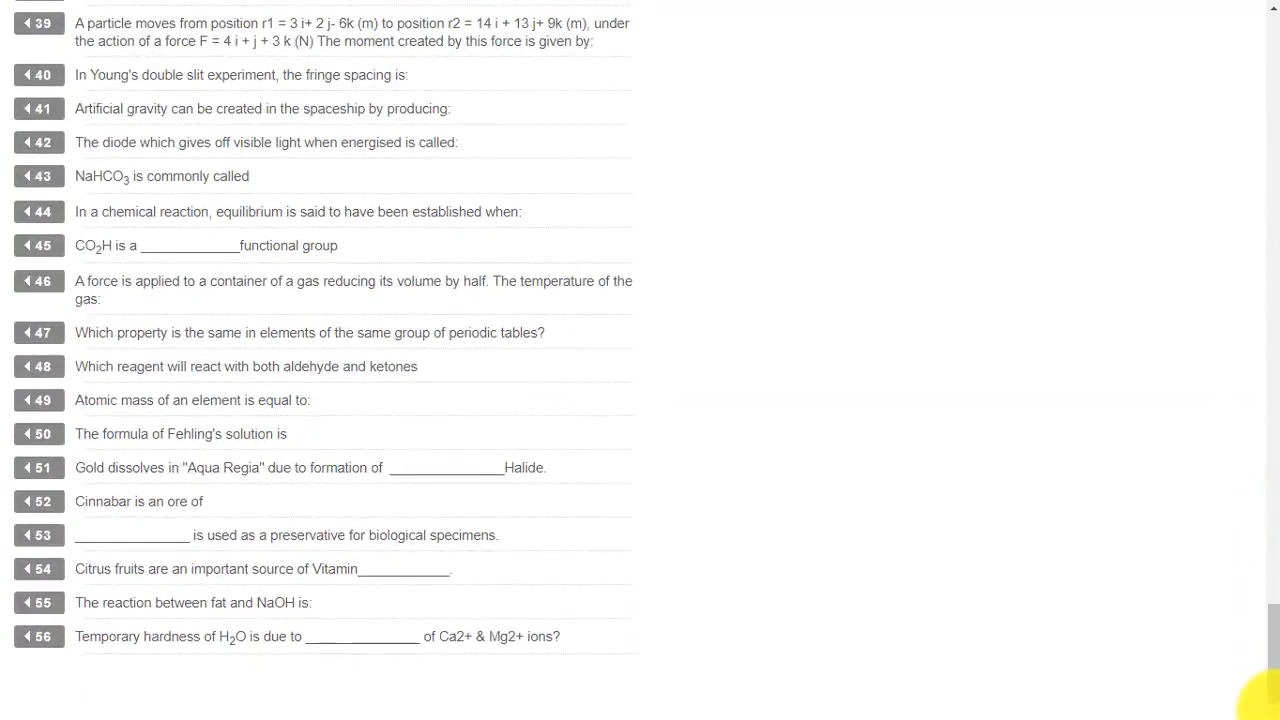 39 A particle moves from position r1 = 3 i+ 2 j- 6k (m) to position r2 = 14 i + 13 j+ 9k (m), under
the action of a force F = 4 i + j + 3 k (N) The moment created by this force is given by:
40 In Young's double slit experiment, the fringe spacing is:
41 Artificial gravity can be created in the spaceship by producing:
42 The diode which gives off visible light when energised is called:
43 NaHCO₃ is commonly called
44 In a chemical reaction, equilibrium is said to have been established when:
45 CO₂H is a _____________functional group
46 A force is applied to a container of a gas reducing its volume by half. The temperature of the
gas:
47 Which property is the same in elements of the same group of periodic tables?
48 Which reagent will react with both aldehyde and ketones
49 Atomic mass of an element is equal to:
50 The formula of Fehling's solution is
51 Gold dissolves in "Aqua Regia" due to formation of _______________Halide.
52 Cinnabar is an ore of
53 _______________ is used as a preservative for biological specimens.
54 Citrus fruits are an important source of Vitamin____________.
55 The reaction between fat and NaOH is:
56 Temporary hardness of H₂O is due to _______________ of Ca2+ & Mg2+ ions?